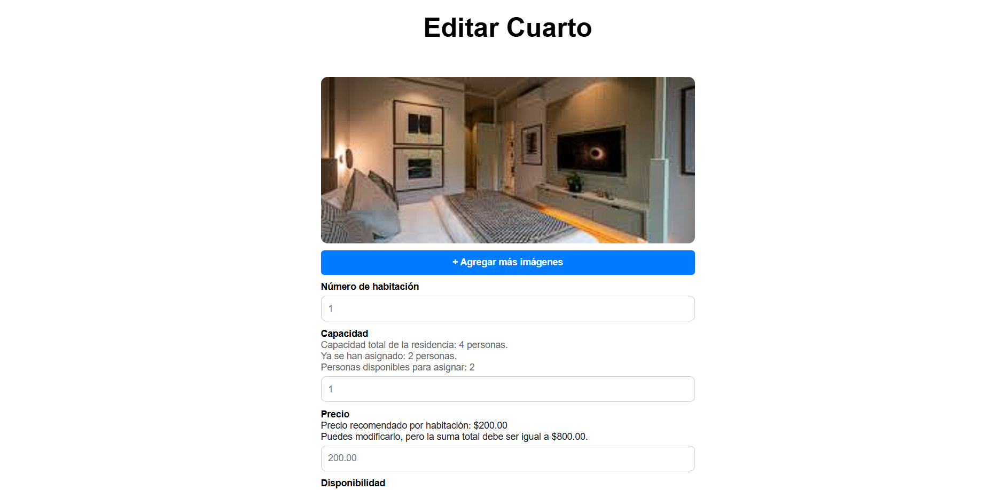 Editar Cuarto
+ Agregar más imágenes
Número de habitación
1
Capacidad
Capacidad total de la residencia: 4 personas.
Ya se han asignado: 2 personas.
Personas disponibles para asignar: 2
1
Precio
Precio recomendado por habitación: $200.00
Puedes modificarlo, pero la suma total debe ser igual a $800.00.
200.00
Disponibilidad